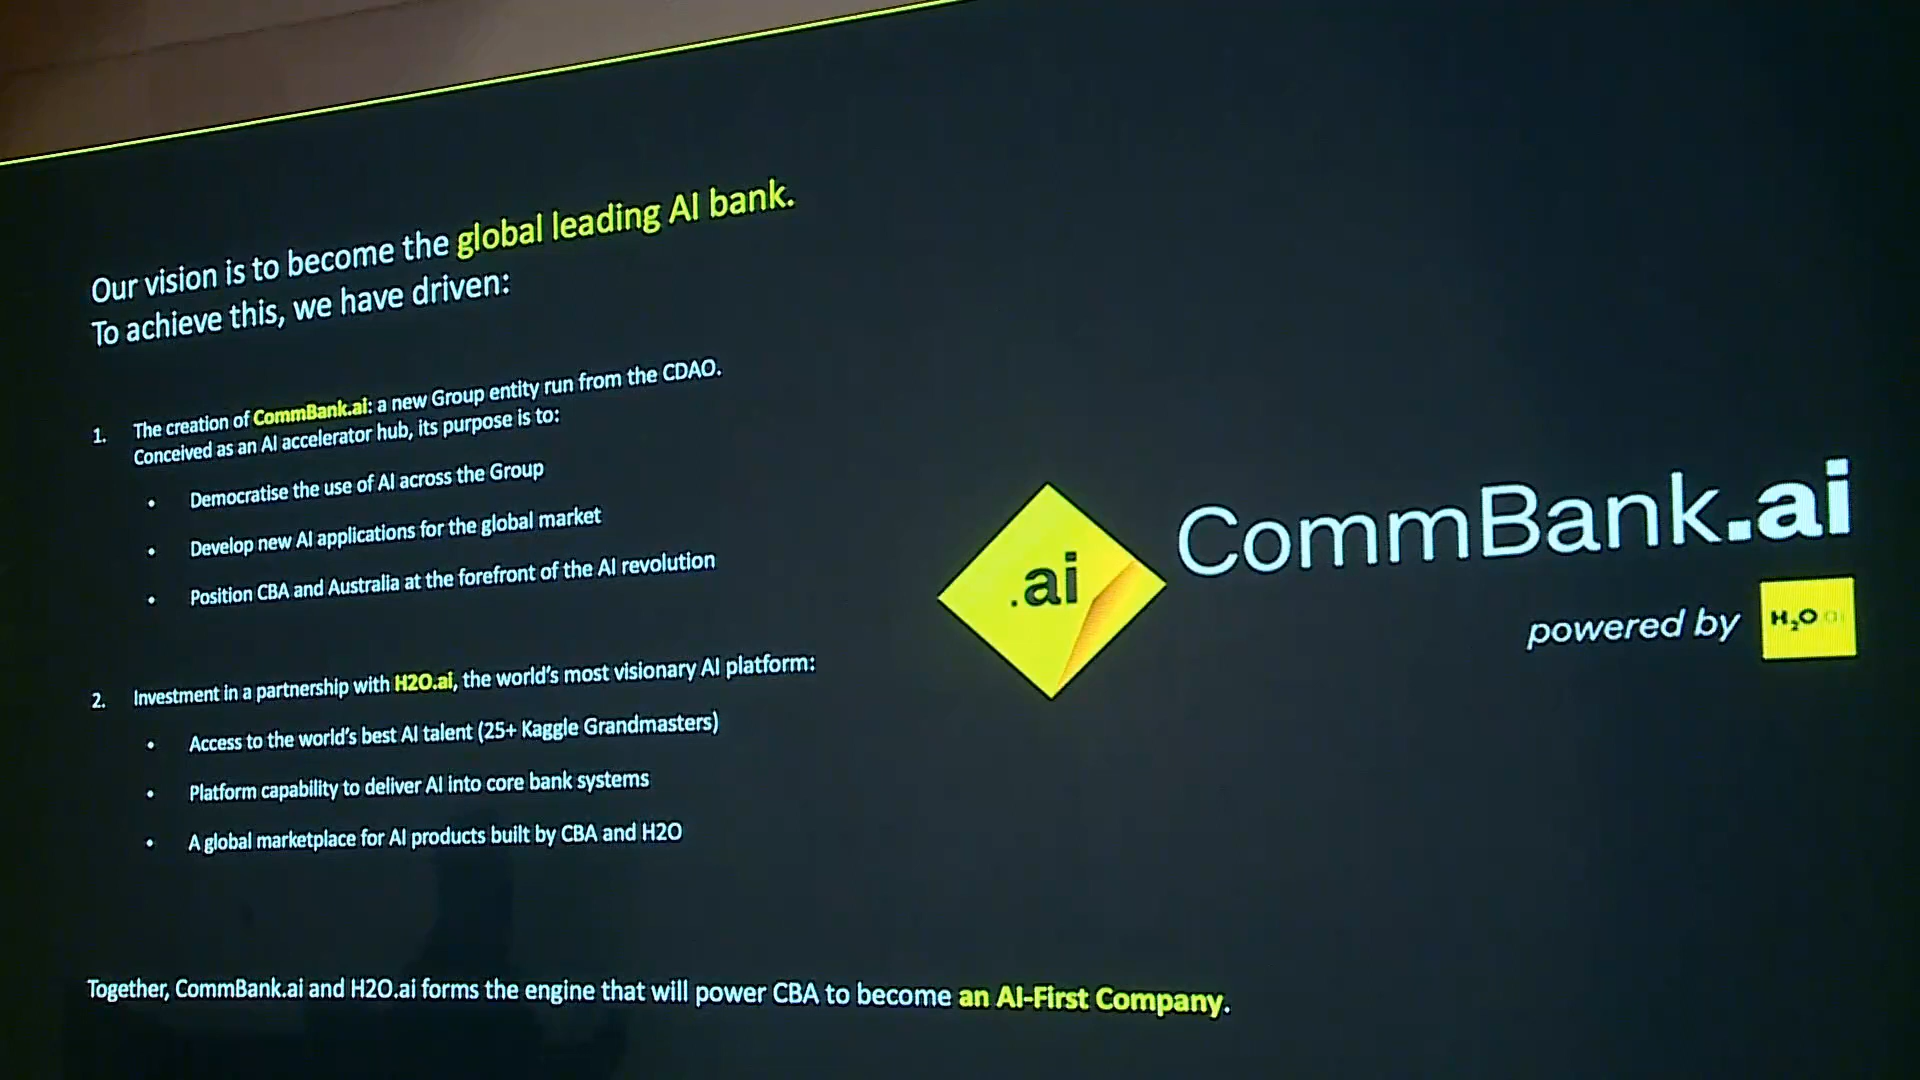 Our vision is to become the global leading AI bank.
To achieve this, we have driven:
1. The creation of CommBank.ai: a new Group entity run from the CDAO.
Conceived as an AI accelerator hub, its purpose is to:
• Democratise the use of AI across the Group
• Develop new AI applications for the global market
• Position CBA and Australia at the forefront of the AI revolution
2. Investment in a partnership with H2O.ai, the world's most visionary AI platform:
• Access to the world's best AI talent (25+ Kaggle Grandmasters)
• Platform capability to deliver AI into core bank systems
• A global marketplace for AI products built by CBA and H2O
Together, CommBank.ai and H2O.ai forms the engine that will power CBA to become an AI-First Company.
.ai
CommBank.ai
powered by
H₂O.ai